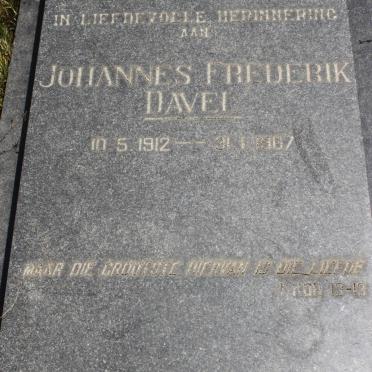 IN LIEFDEVOLLE HERINNERING
AAN
JOHANNES FREDERIK
DAVEL
10.5.1912 — 31.1.1967
MAAR DIE GROOTSTE HIERVAN IS DIE LIEFDE
KOR 13-13